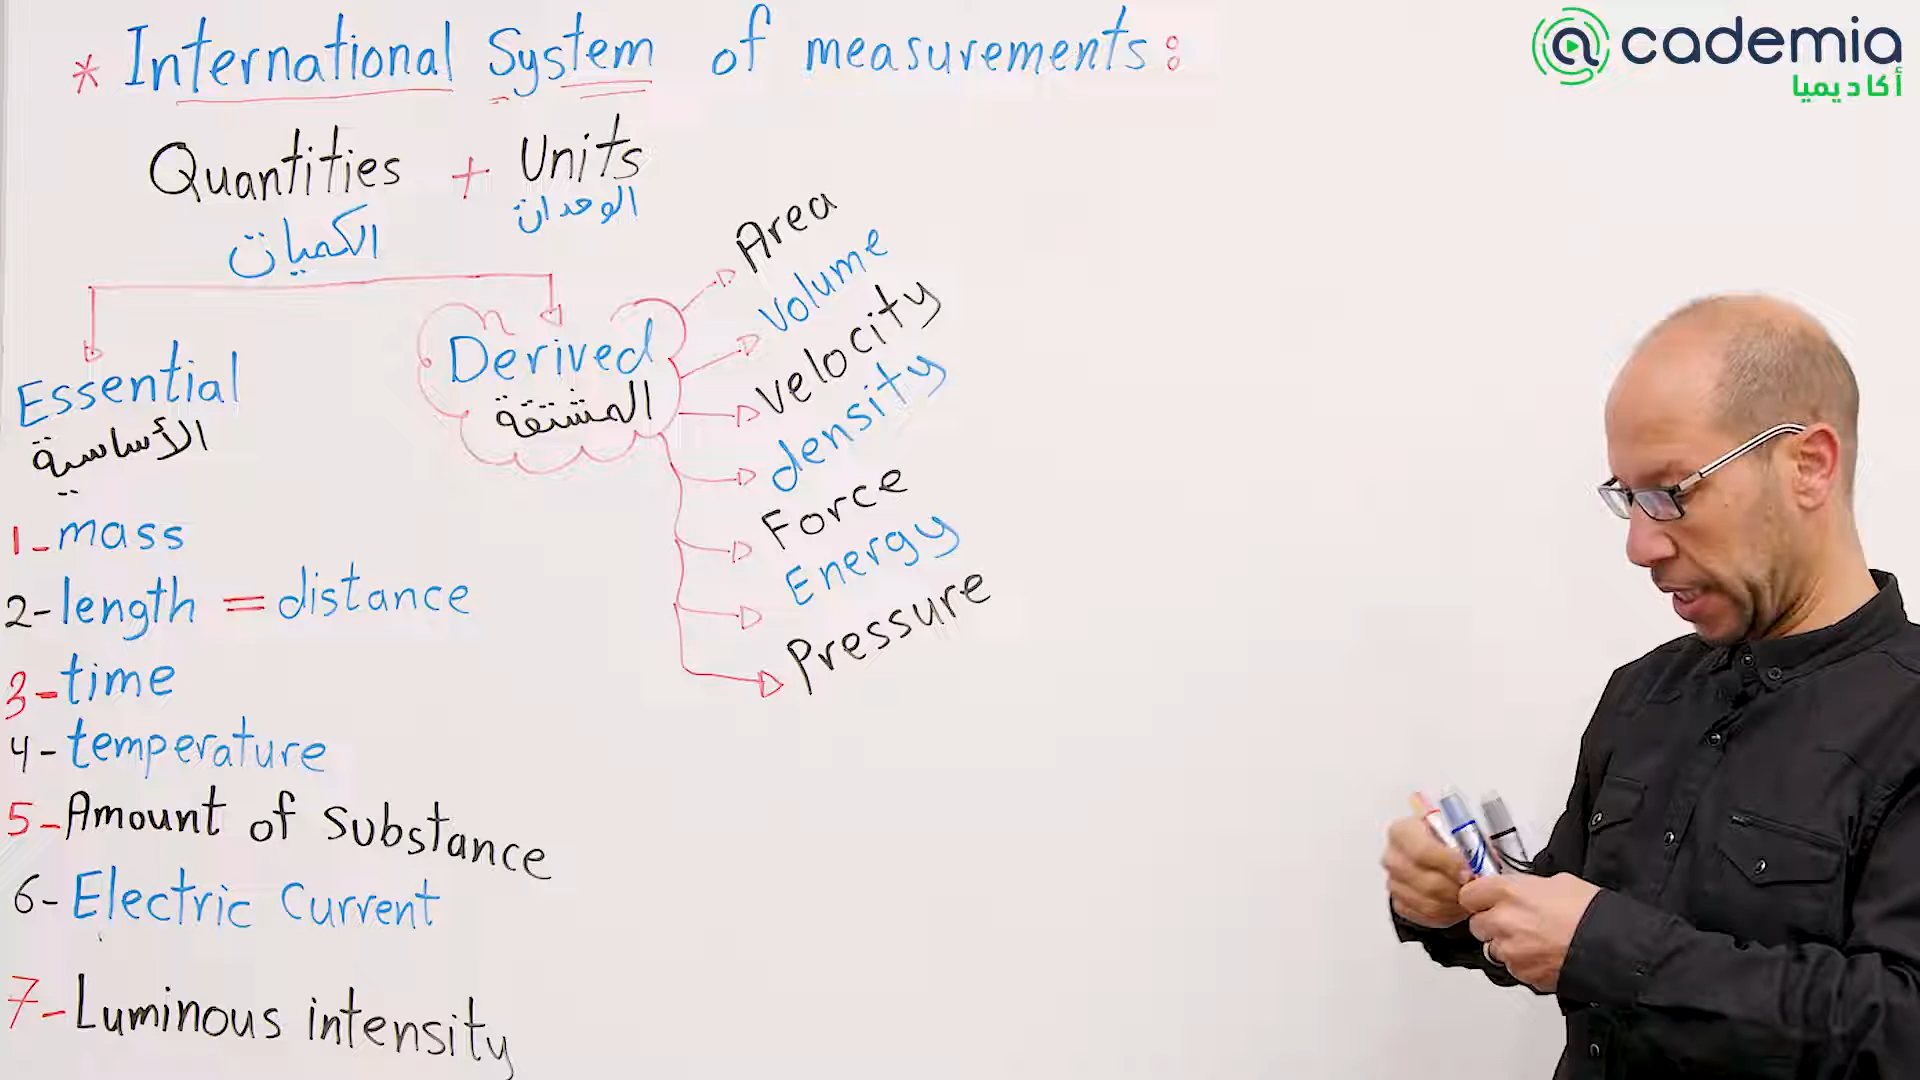 * International System of measurements:
Quantities + Units
الكميات الوحدات
Essential
الأساسية
1- mass
2- length = distance
3- time
4- temperature
5- Amount of substance
6- Electric Current
7- Luminous intensity
Derived
المشتقة
Area
volume
velocity
density
Force
Energy
Pressure
@cademia
أكاديميا